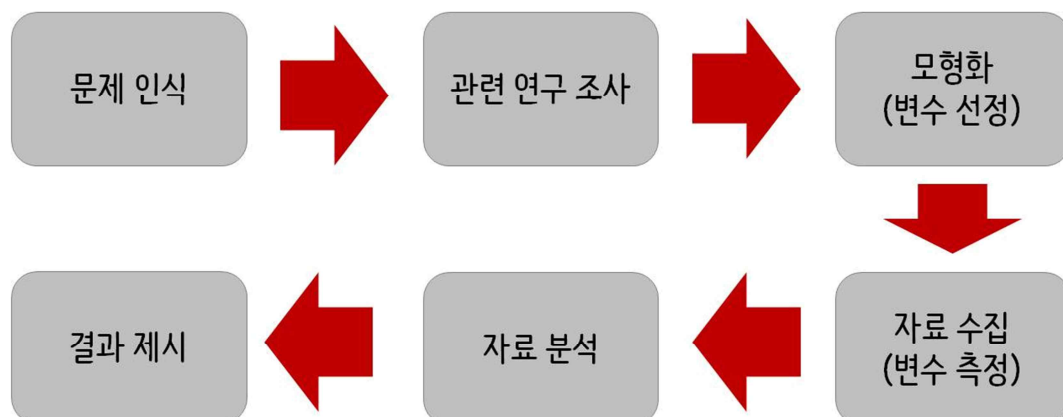 문제 인식
관련 연구 조사
모형화
(변수 선정)
자료 수집
(변수 측정)
자료 분석
결과 제시